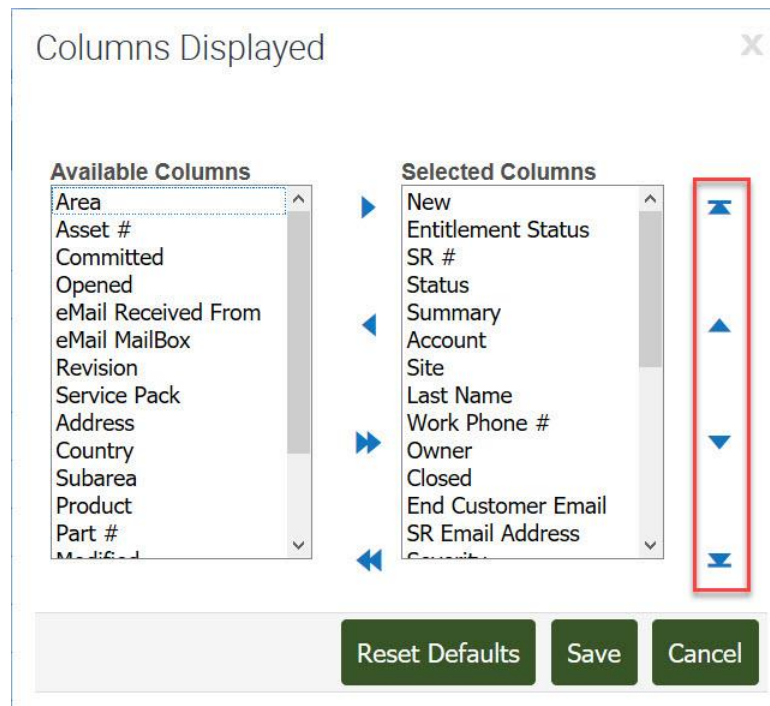 Columns Displayed
X
Available Columns
Area
Asset #
Committed
Opened
eMail Received From
eMail MailBox
Revision
Service Pack
Address
Country
Subarea
Product
Part #
Modified
Selected Columns
New
Entitlement Status
SR #
Status
Summary
Account
Site
Last Name
Work Phone #
Owner
Closed
End Customer Email
SR Email Address
Severity
Reset Defaults
Save
Cancel